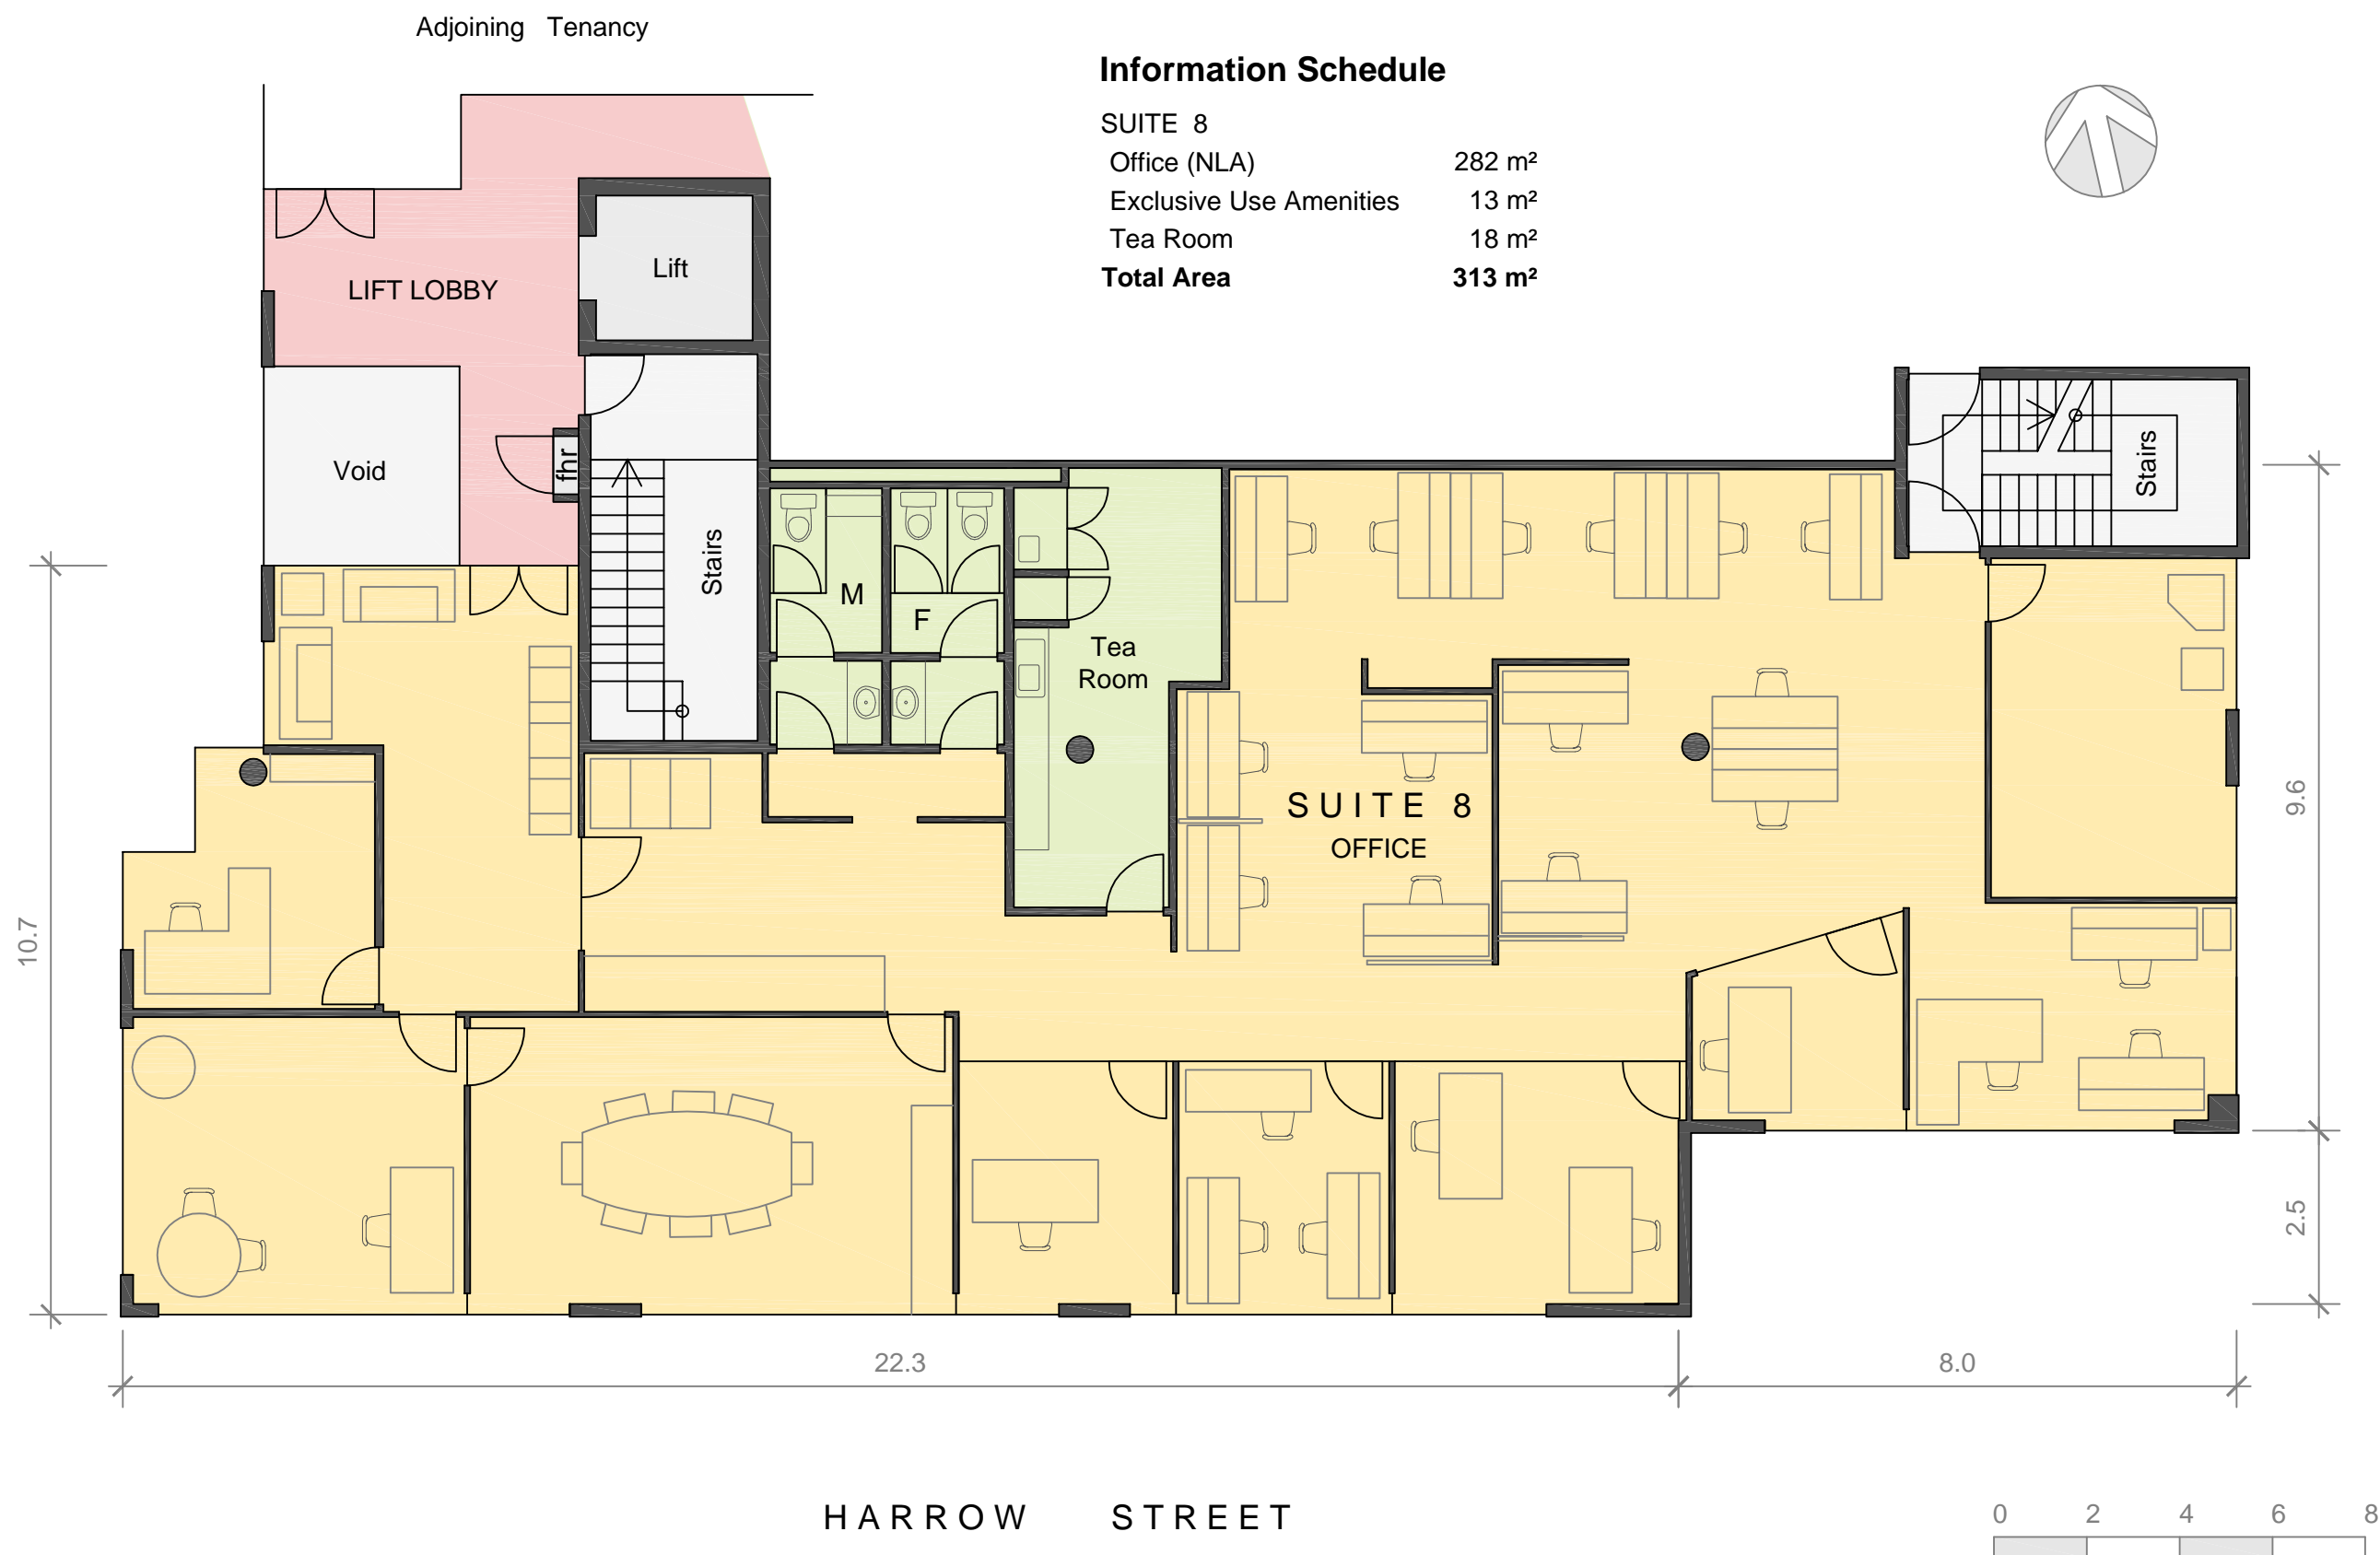 Adjoining Tenancy
Information Schedule
SUITE 8
Office (NLA) 282 m²
Exclusive Use Amenities 13 m²
Tea Room 18 m²
Total Area 313 m²
Lift
LIFT LOBBY
Void
fhr
Stairs
Stairs
M
F
Tea
Room
SUITE 8
OFFICE
10.7
9.6
2.5
22.3
8.0
HARROW STREET
0 2 4 6 8